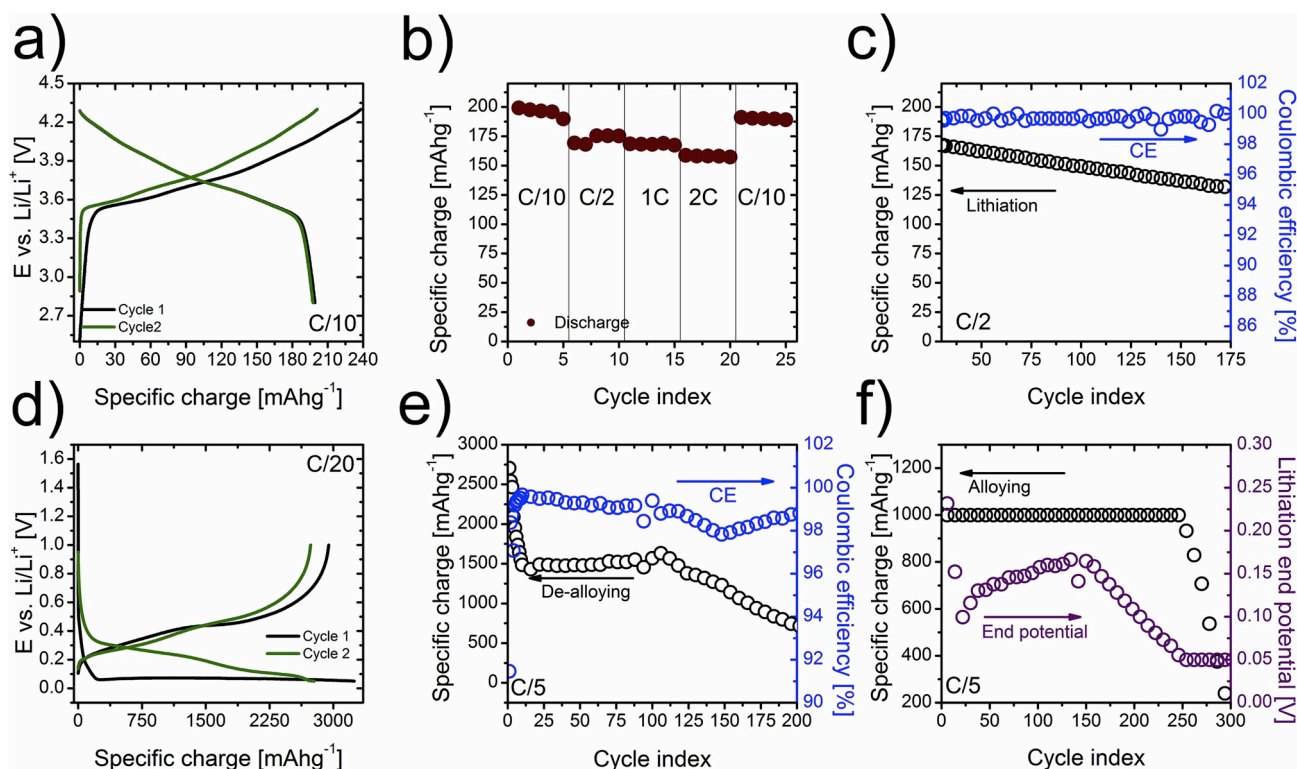 a)
4.5
4.2
3.9
3.6
3.3
3.0
2.7
E vs. Li/Li⁺ [V]
Cycle 1
Cycle2
C/10
0 30 60 90 120 150 180 210 240
Specific charge [mAhg⁻¹]
b)
200
175
150
125
100
75
50
25
0
Specific charge [mAhg⁻¹]
C/10 C/2 1C 2C C/10
Discharge
0 5 10 15 20 25
Cycle index
c)
200
175
150
125
100
75
50
25
0
Specific charge [mAhg⁻¹]
CE
Lithiation
C/2
102
100
98
96
94
92
90
88
86
Coulombic efficiency [%]
50 75 100 125 150 175
Cycle index
d)
1.6
1.4
1.2
1.0
0.8
0.6
0.4
0.2
0.0
E vs. Li/Li⁺ [V]
C/20
Cycle 1
Cycle 2
0 750 1500 2250 3000
Specific charge [mAhg⁻¹]
e)
3000
2500
2000
1500
1000
500
0
Specific charge [mAhg⁻¹]
CE
De-alloying
C/5
102
100
98
96
94
92
90
Coulombic efficiency [%]
0 25 50 75 100 125 150 175 200
Cycle index
f)
1200
1000
800
600
400
200
Specific charge [mAhg⁻¹]
Alloying
End potential
C/5
0.30
0.25
0.20
0.15
0.10
0.05
0.00
Lithiation end potential [V]
0 50 100 150 200 250 300
Cycle index